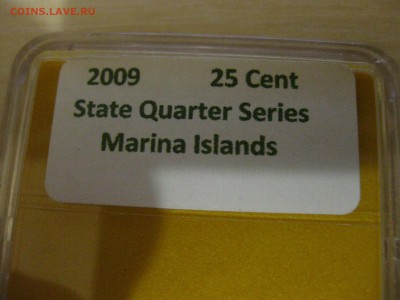 COINS.LAVE.RU
2009 25 Cent
State Quarter Series
Marina Islands